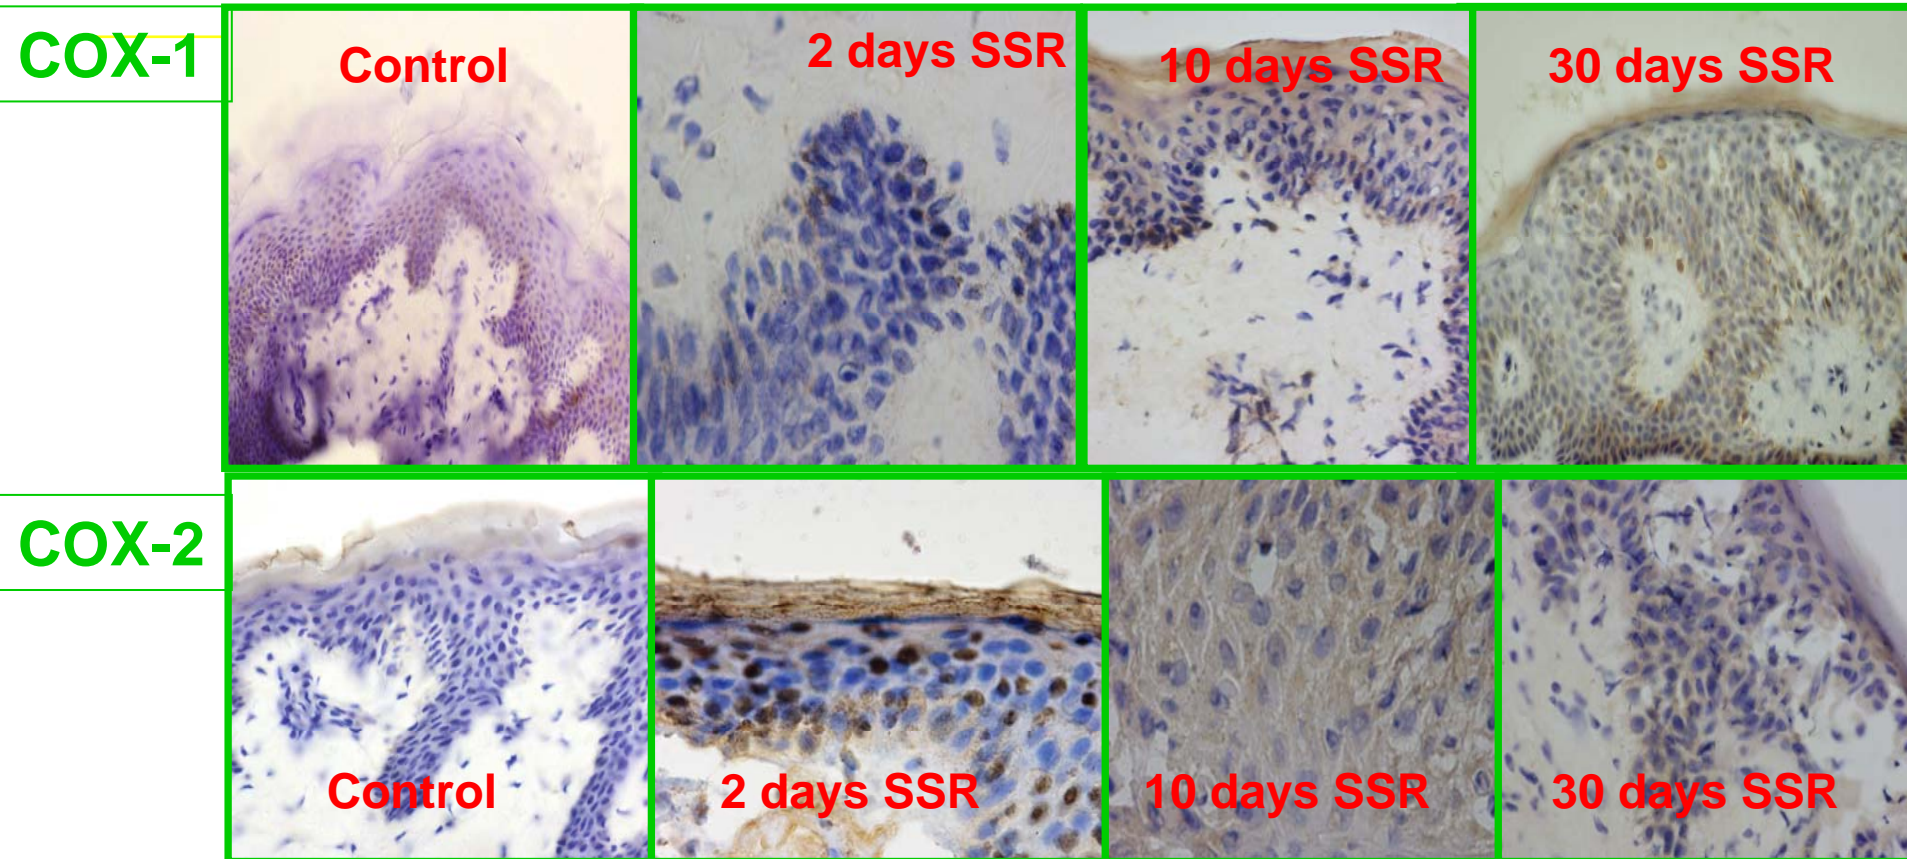 COX-1
Control
2 days SSR
10 days SSR
30 days SSR
COX-2
Control
2 days SSR
10 days SSR
30 days SSR